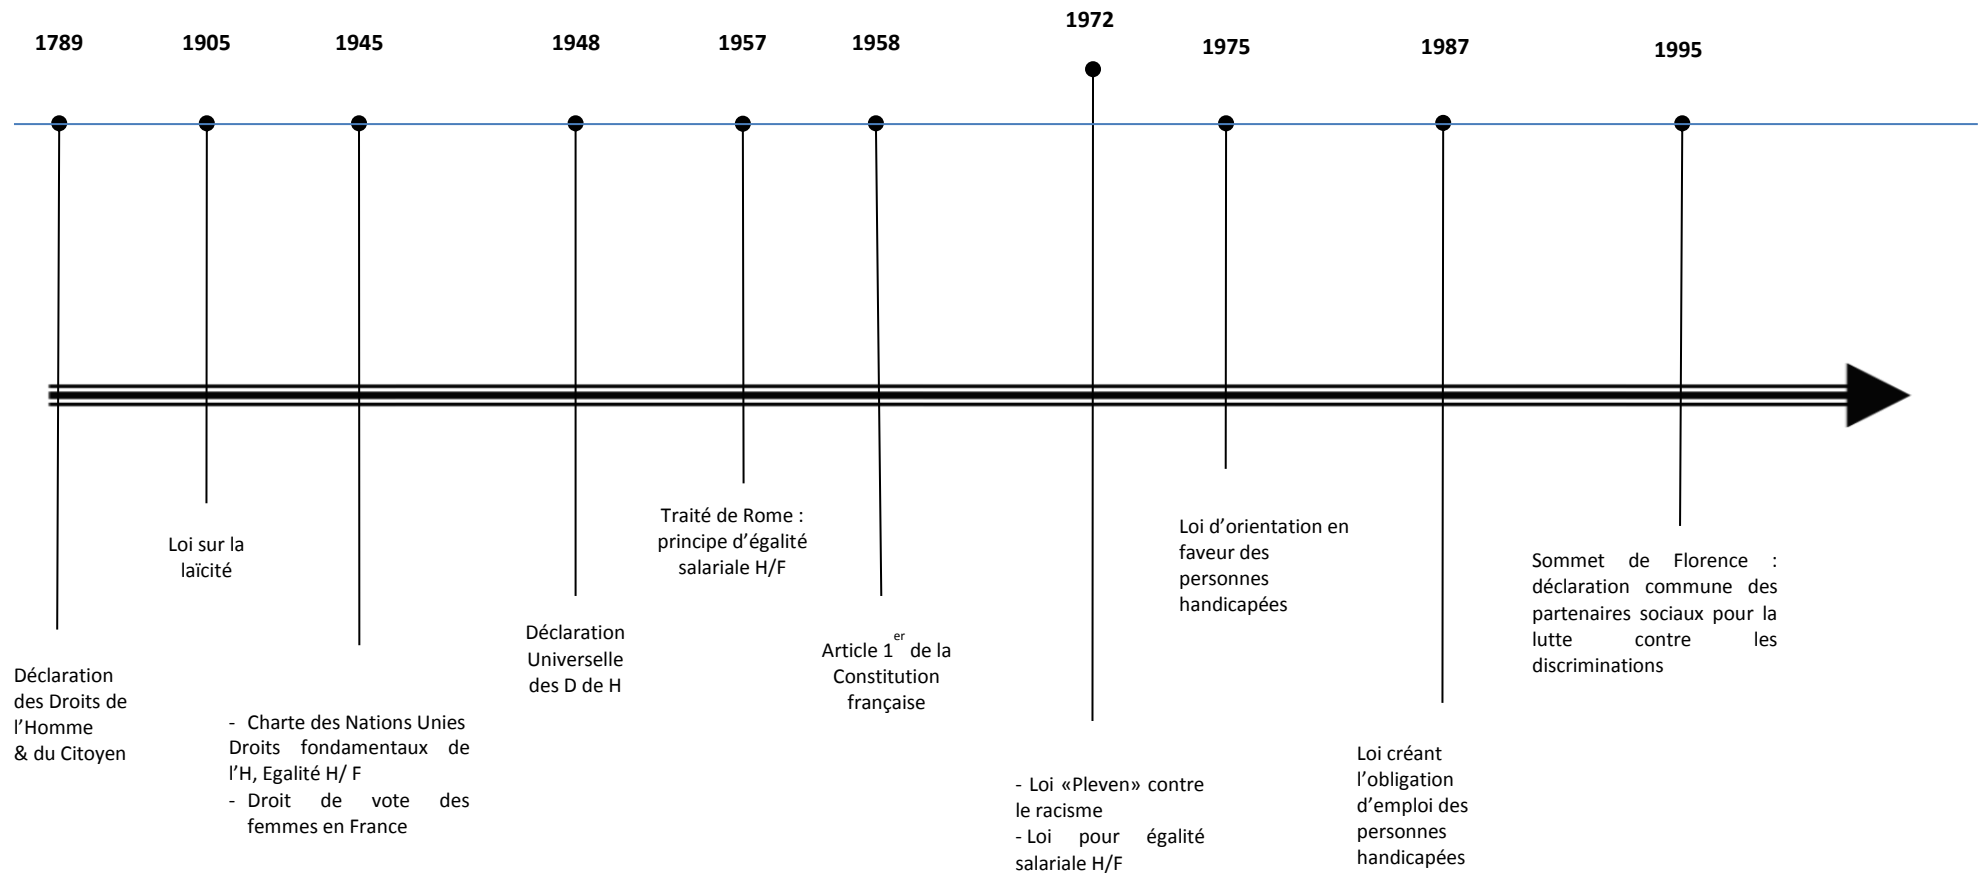 1789
1905
1945
1948
1957
1958
1972
1975
1987
1995
Déclaration
des Droits de
l’Homme
& du Citoyen
Loi sur la
laïcité
- Charte des Nations Unies
Droits fondamentaux de
l’H, Egalité H/ F
- Droit de vote des
femmes en France
Déclaration
Universelle
des D de H
Traité de Rome :
principe d’égalité
salariale H/F
Article 1er de la
Constitution
française
- Loi «Pleven» contre
le racisme
- Loi pour égalité
salariale H/F
Loi d’orientation en
faveur des
personnes
handicapées
Loi créant
l’obligation
d’emploi des
personnes
handicapées
Sommet de Florence :
déclaration commune des
partenaires sociaux pour la
lutte contre les
discriminations